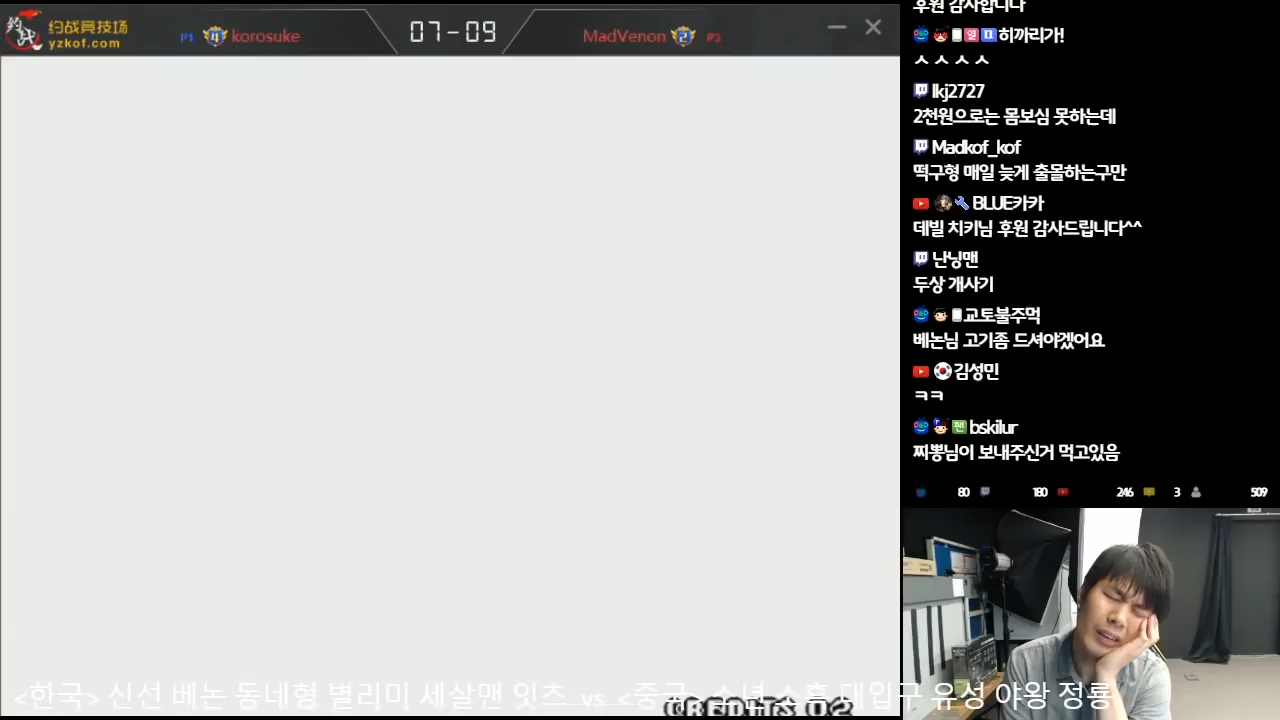 约战竞技场
yzkof.com
P1 4 korosuke
07-09
MadVenon 2 P2
후원 감사합니다
열 히까리가!
ㅅ ㅅ ㅅ ㅅ
lkj2727
2천원으로는 몸보심 못하는데
Madkof_kof
떡구형 매일 늦게 출몰하는구만
BLUE카카
데빌 치키님 후원 감사드립니다^^
난닝맨
두상 개사기
교토불주먹
베논님 고기좀 드셔야겠어요
김성민
ㅋㅋ
팬 bskilur
찌뽕님이 보내주신거 먹고있음
80 180 246 3 509
<한국> 신선 베논 동네형 별리미 세살맨 잇츠 vs <중국> 소년 대입구 유성 야왕 정룡
CREDITS 02